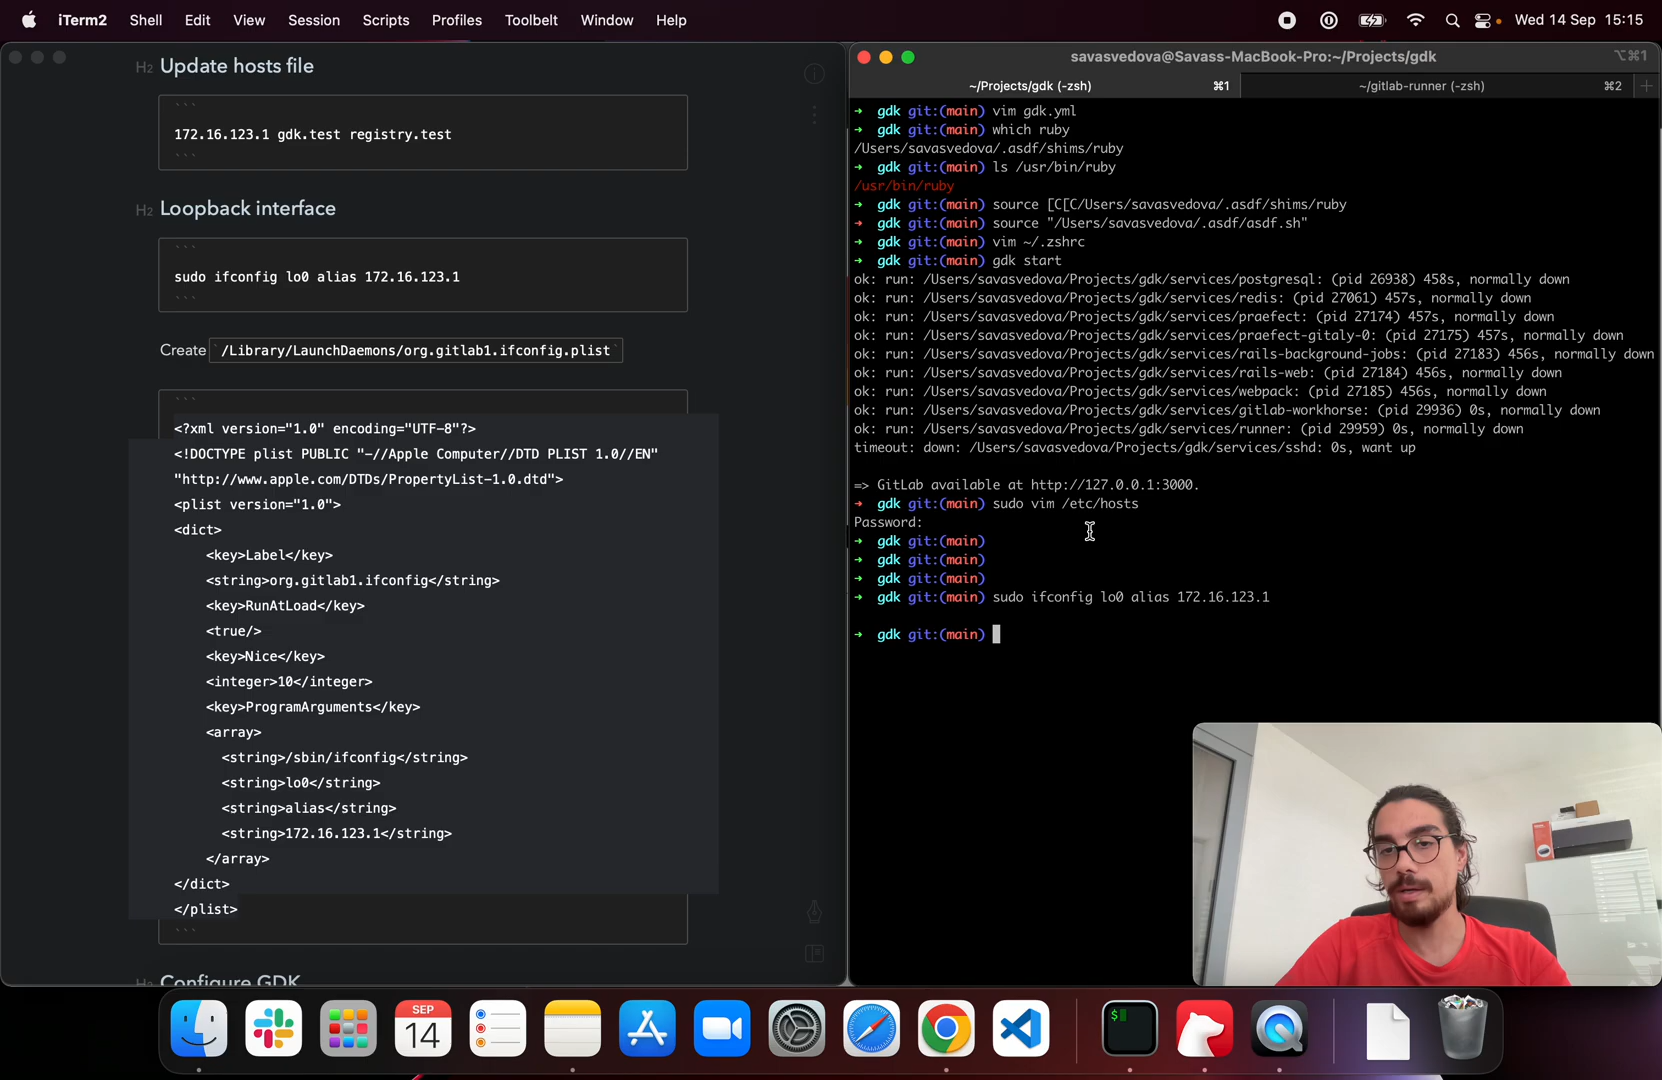 iTerm2 Shell Edit View Session Scripts Profiles Toolbelt Window Help Wed 14 Sep 15:15
H2 Update hosts file
```
172.16.123.1 gdk.test registry.test
```
H2 Loopback interface
```
sudo ifconfig lo0 alias 172.16.123.1
```
Create `/Library/LaunchDaemons/org.gitlab1.ifconfig.plist`
```
<?xml version="1.0" encoding="UTF-8"?>
<!DOCTYPE plist PUBLIC "-//Apple Computer//DTD PLIST 1.0//EN"
"http://www.apple.com/DTDs/PropertyList-1.0.dtd">
<plist version="1.0">
<dict>
<key>Label</key>
<string>org.gitlab1.ifconfig</string>
<key>RunAtLoad</key>
<true/>
<key>Nice</key>
<integer>10</integer>
<key>ProgramArguments</key>
<array>
<string>/sbin/ifconfig</string>
<string>lo0</string>
<string>alias</string>
<string>172.16.123.1</string>
</array>
</dict>
</plist>
```
H2 Configure GDK
savasvedova@Savass-MacBook-Pro:~/Projects/gdk ⌥⌘1
~/Projects/gdk (-zsh) ⌘1 ~/gitlab-runner (-zsh) ⌘2 +
→ gdk git:(main) vim gdk.yml
→ gdk git:(main) which ruby
/Users/savasvedova/.asdf/shims/ruby
→ gdk git:(main) ls /usr/bin/ruby
/usr/bin/ruby
→ gdk git:(main) source [C[C/Users/savasvedova/.asdf/shims/ruby
→ gdk git:(main) source "/Users/savasvedova/.asdf/asdf.sh"
→ gdk git:(main) vim ~/.zshrc
→ gdk git:(main) gdk start
ok: run: /Users/savasvedova/Projects/gdk/services/postgresql: (pid 26938) 458s, normally down
ok: run: /Users/savasvedova/Projects/gdk/services/redis: (pid 27061) 457s, normally down
ok: run: /Users/savasvedova/Projects/gdk/services/praefect: (pid 27174) 457s, normally down
ok: run: /Users/savasvedova/Projects/gdk/services/praefect-gitaly-0: (pid 27175) 457s, normally down
ok: run: /Users/savasvedova/Projects/gdk/services/rails-background-jobs: (pid 27183) 456s, normally down
ok: run: /Users/savasvedova/Projects/gdk/services/rails-web: (pid 27184) 456s, normally down
ok: run: /Users/savasvedova/Projects/gdk/services/webpack: (pid 27185) 456s, normally down
ok: run: /Users/savasvedova/Projects/gdk/services/gitlab-workhorse: (pid 29936) 0s, normally down
ok: run: /Users/savasvedova/Projects/gdk/services/runner: (pid 29959) 0s, normally down
timeout: down: /Users/savasvedova/Projects/gdk/services/sshd: 0s, want up
=> GitLab available at http://127.0.0.1:3000.
→ gdk git:(main) sudo vim /etc/hosts
Password:
→ gdk git:(main)
→ gdk git:(main)
→ gdk git:(main)
→ gdk git:(main) sudo ifconfig lo0 alias 172.16.123.1
→ gdk git:(main)
SEP
14
$